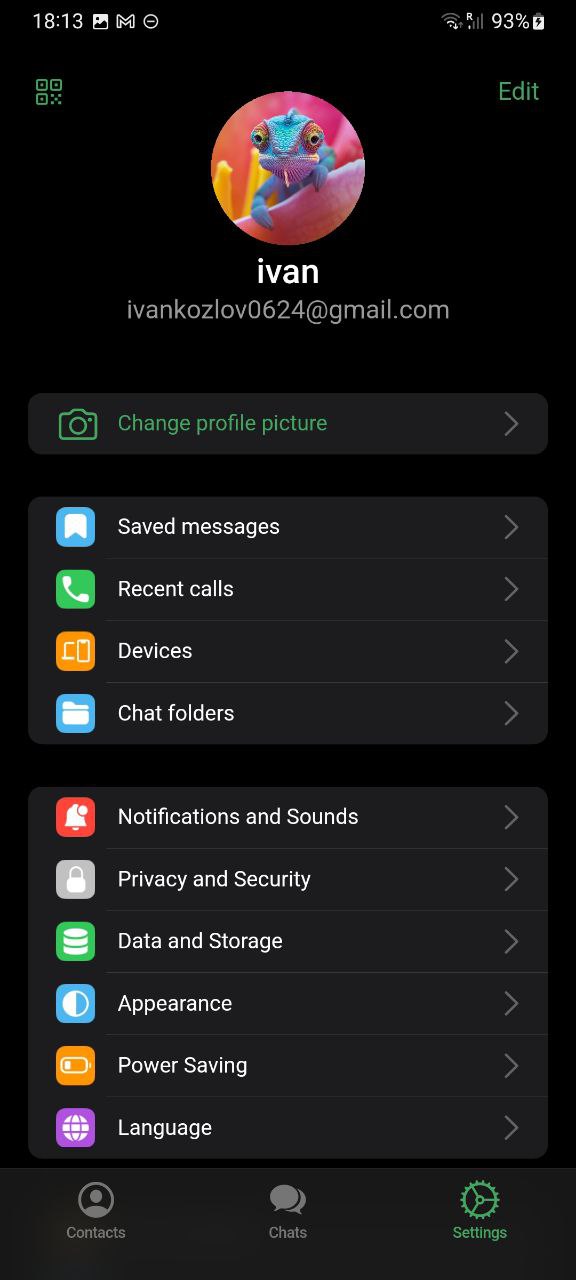 18:13 R 93%
Edit
ivan
ivankozlov0624@gmail.com
Change profile picture
Saved messages
Recent calls
Devices
Chat folders
Notifications and Sounds
Privacy and Security
Data and Storage
Appearance
Power Saving
Language
Contacts Chats Settings